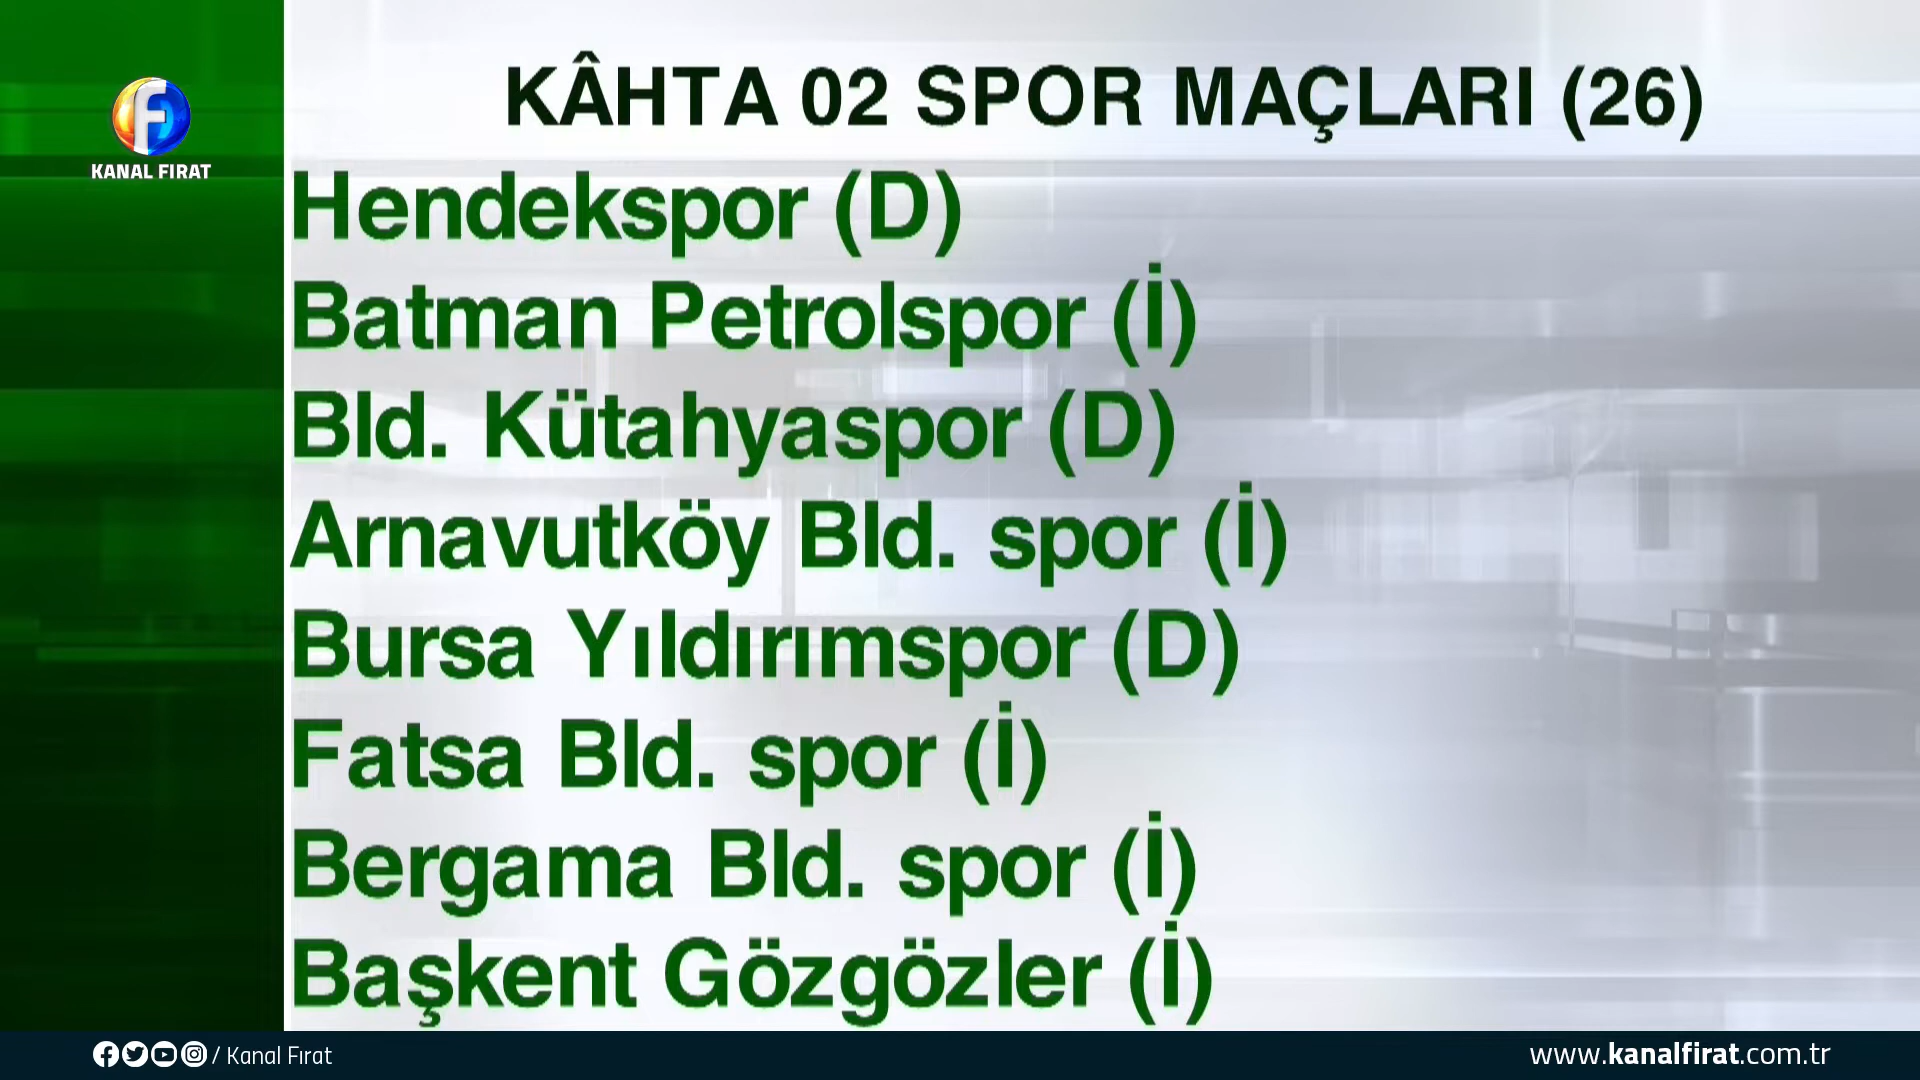 KÂHTA 02 SPOR MAÇLARI (26)
KANAL FIRAT
Hendekspor (D)
Batman Petrolspor (İ)
Bld. Kütahyaspor (D)
Arnavutköy Bld. spor (İ)
Bursa Yıldırımspor (D)
Fatsa Bld. spor (İ)
Bergama Bld. spor (İ)
Başkent Gözgözler (İ)
/ Kanal Fırat
www.kanalfirat.com.tr